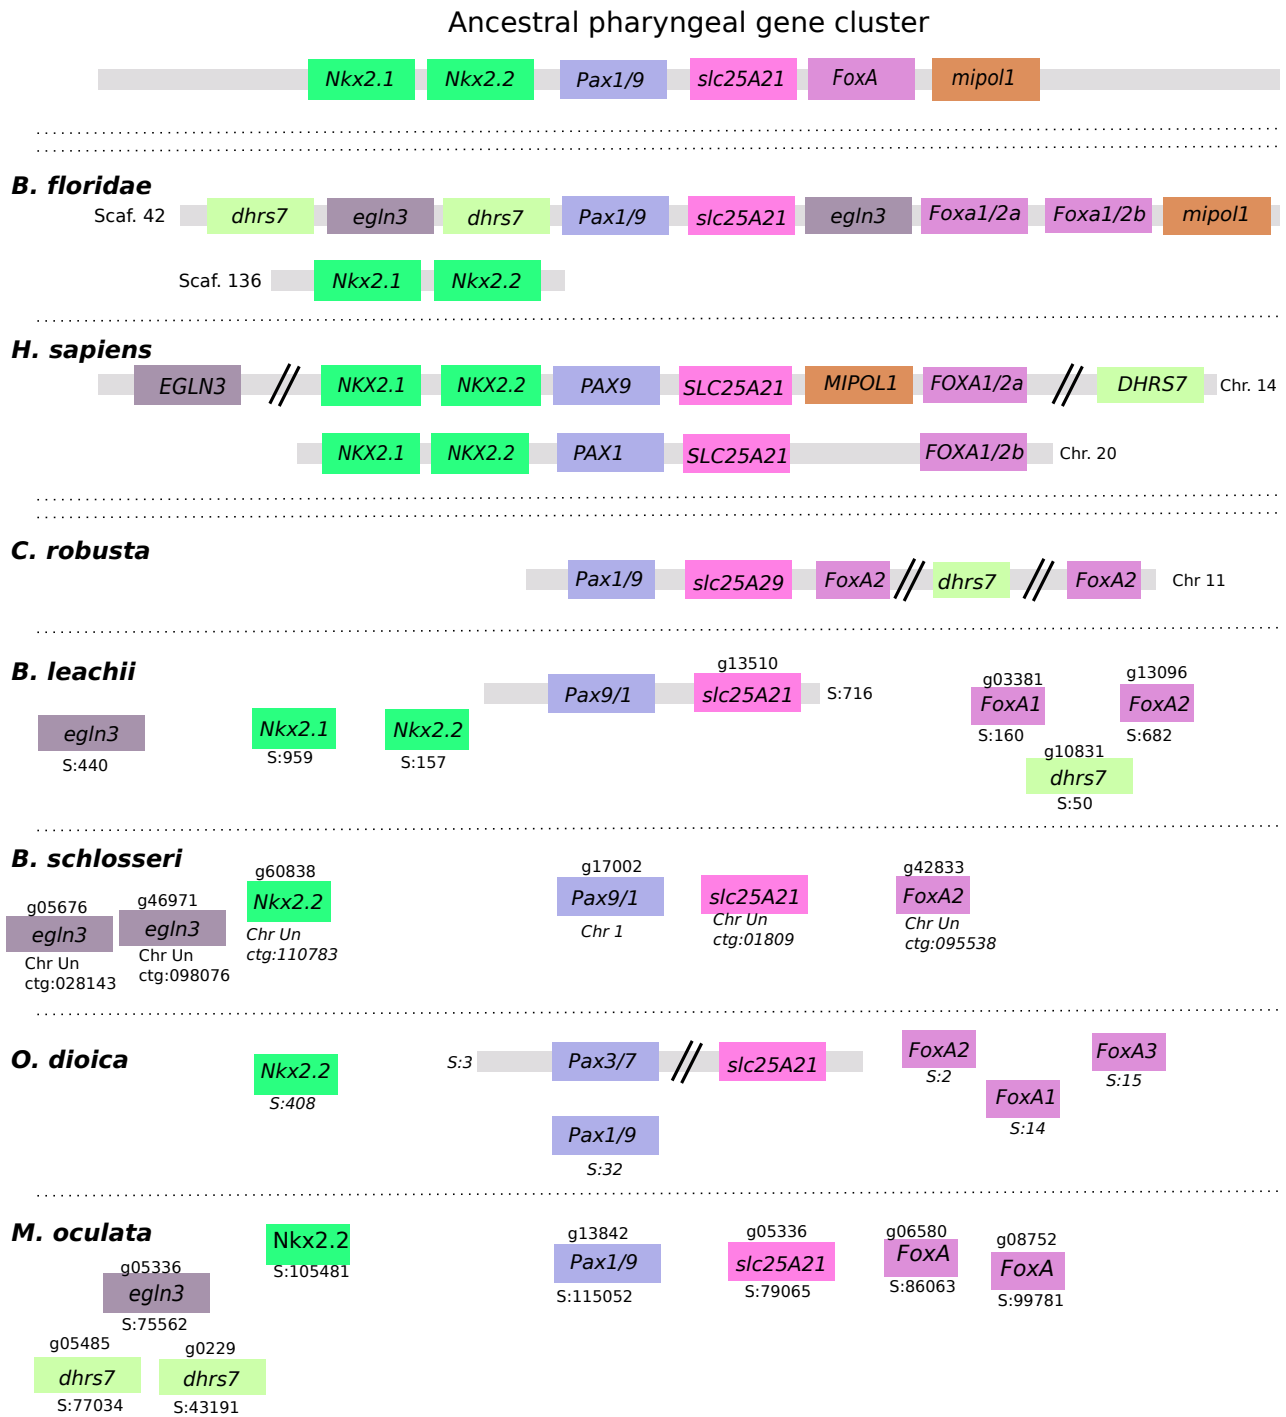 Ancestral pharyngeal gene cluster
Nkx2.1 Nkx2.2 Pax1/9 slc25A21 FoxA mipol1
B. floridae
Scaf. 42 dhrs7 egln3 dhrs7 Pax1/9 slc25A21 egln3 Foxa1/2a Foxa1/2b mipol1
Scaf. 136 Nkx2.1 Nkx2.2
H. sapiens
EGLN3 NKX2.1 NKX2.2 PAX9 SLC25A21 MIPOL1 FOXA1/2a DHRS7 Chr. 14
NKX2.1 NKX2.2 PAX1 SLC25A21 FOXA1/2b Chr. 20
C. robusta
Pax1/9 slc25A29 FoxA2 dhrs7 FoxA2 Chr 11
B. leachii
g13510 g03381 g13096
egln3 Nkx2.1 Nkx2.2 Pax9/1 slc25A21 S:716 FoxA1 FoxA2
S:440 S:959 S:157 S:160 S:682
g10831
dhrs7
S:50
B. schlosseri
g05676 g46971 g60838 g17002 g42833
egln3 egln3 Nkx2.2 Pax9/1 slc25A21 FoxA2
Chr Un Chr Un Chr Un Chr 1 Chr Un Chr Un
ctg:028143 ctg:098076 ctg:110783 ctg:01809 ctg:095538
O. dioica
Nkx2.2 S:3 Pax3/7 slc25A21 FoxA2 FoxA3
S:408 S:2 S:15
FoxA1
S:14
Pax1/9
S:32
M. oculata
Nkx2.2 g13842 g05336 g06580 g08752
S:105481 Pax1/9 slc25A21 FoxA FoxA
S:115052 S:79065 S:86063 S:99781
g05336
egln3
S:75562
g05485 g0229
dhrs7 dhrs7
S:77034 S:43191